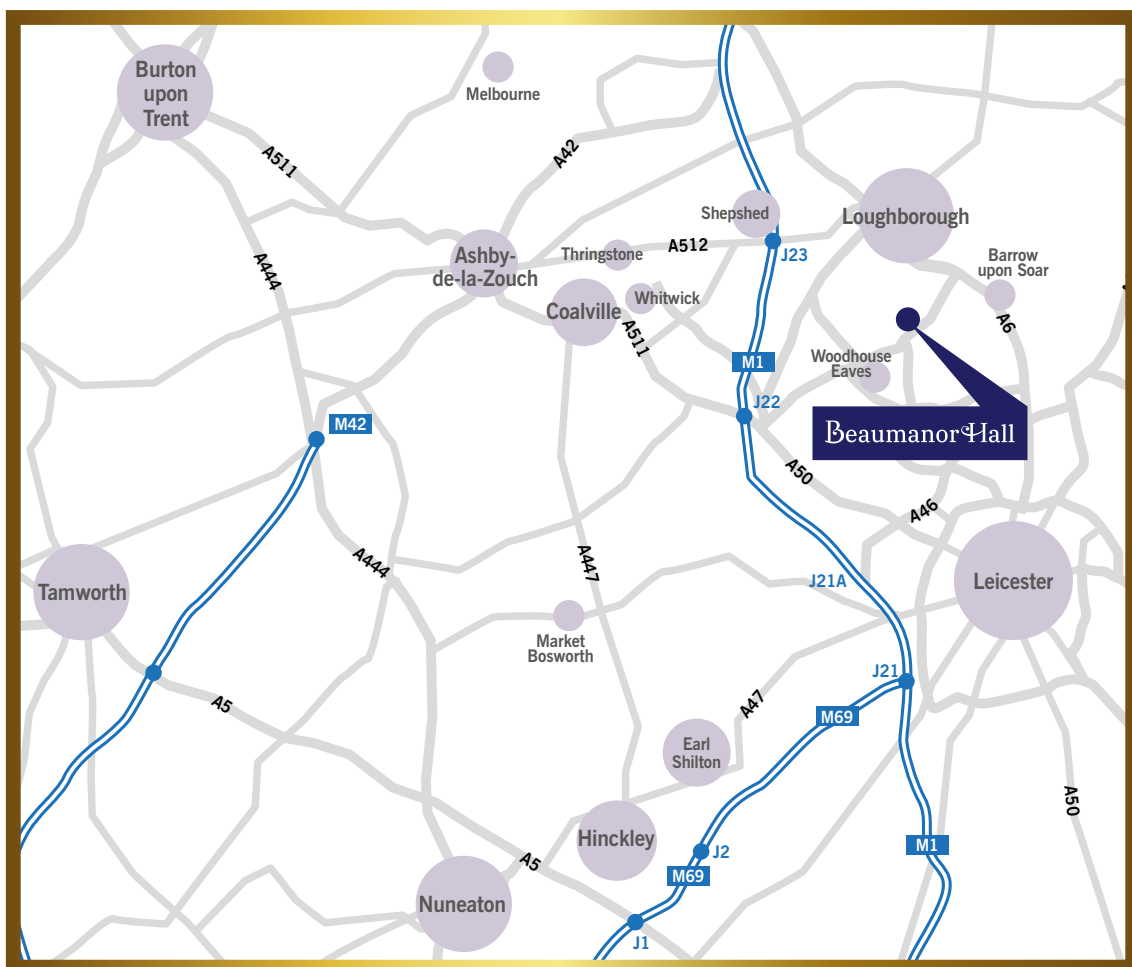 Burton
upon
Trent
Melbourne
A511
A42
Shepshed
Loughborough
A512
Thringstone
J23
Ashby-
de-la-Zouch
Barrow
upon Soar
A444
Whitwick
Coalville
A511
A6
M1
Woodhouse
Eaves
J22
M42
Beaumanor Hall
A50
A46
A444
A447
J21A
Leicester
Tamworth
Market
Bosworth
J21
A5
A47
M69
Earl
Shilton
A50
Hinckley
M1
J2
A5
M69
Nuneaton
J1